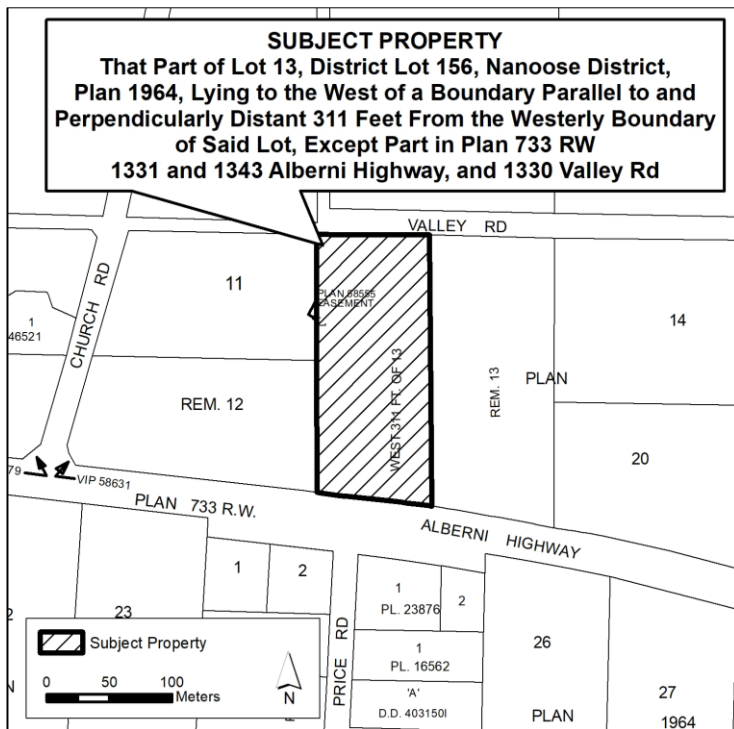 SUBJECT PROPERTY
That Part of Lot 13, District Lot 156, Nanoose District,
Plan 1964, Lying to the West of a Boundary Parallel to and
Perpendicularly Distant 311 Feet From the Westerly Boundary
of Said Lot, Except Part in Plan 733 RW
1331 and 1343 Alberni Highway, and 1330 Valley Rd
VALLEY RD
CHURCH RD
11
PLAN 58555
EASEMENT
14
1
46521
WEST 311 PT. OF 13
REM. 13
PLAN
REM. 12
20
79
VIP 58631
PLAN 733 R.W.
ALBERNI HIGHWAY
1
2
1
PL. 23876
2
23
PRICE RD
26
1
PL. 16562
'A'
D.D. 403150I
27
PLAN
1964
Subject Property
0 50 100
Meters
N